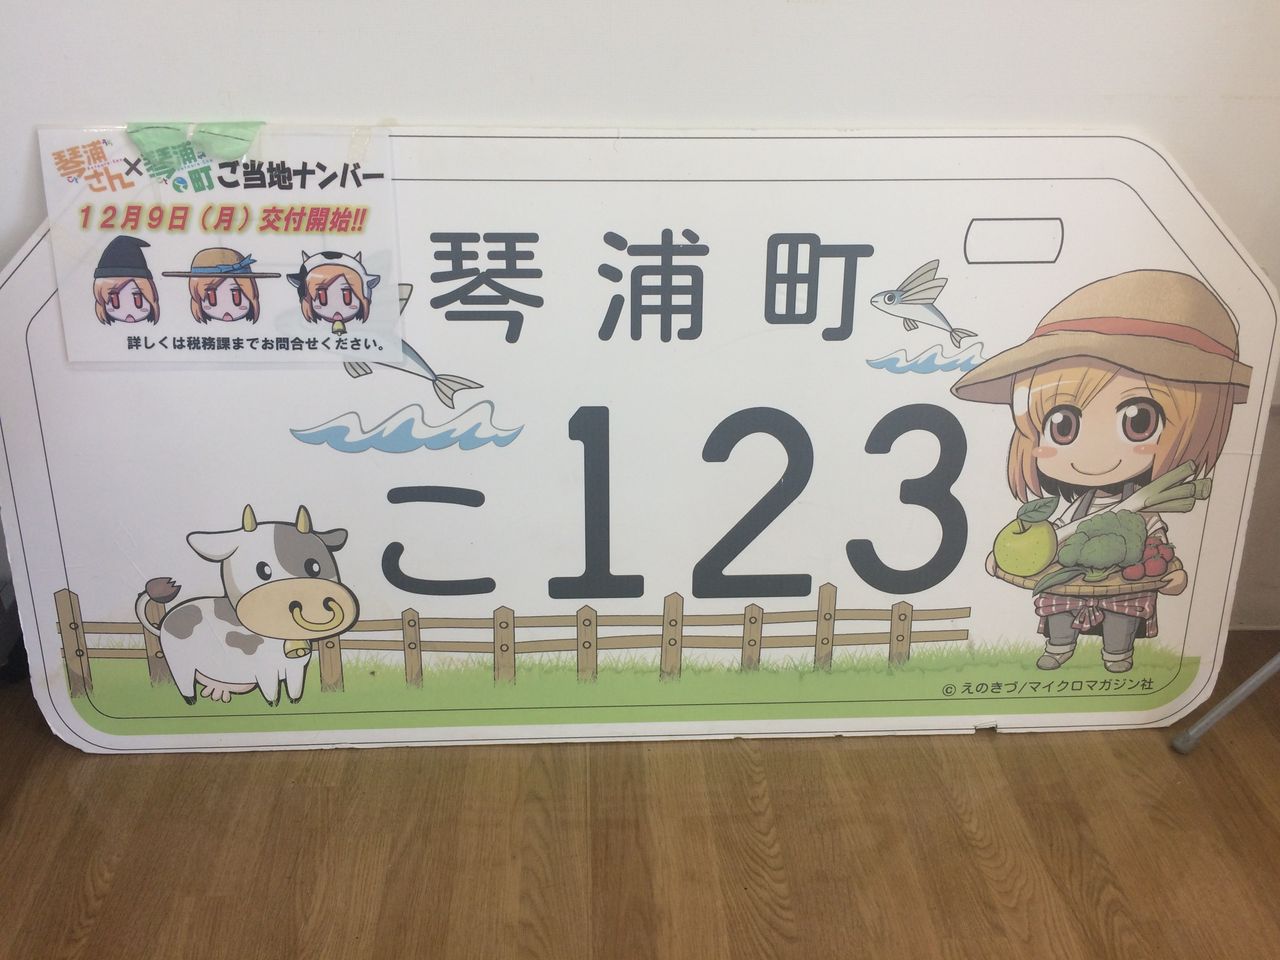 琴浦さん×琴浦町ご当地ナンバー
12月9日(月)交付開始!!
詳しくは税務課までお問合せください。
琴浦町
こ123
© えのきづ/マイクロマガジン社